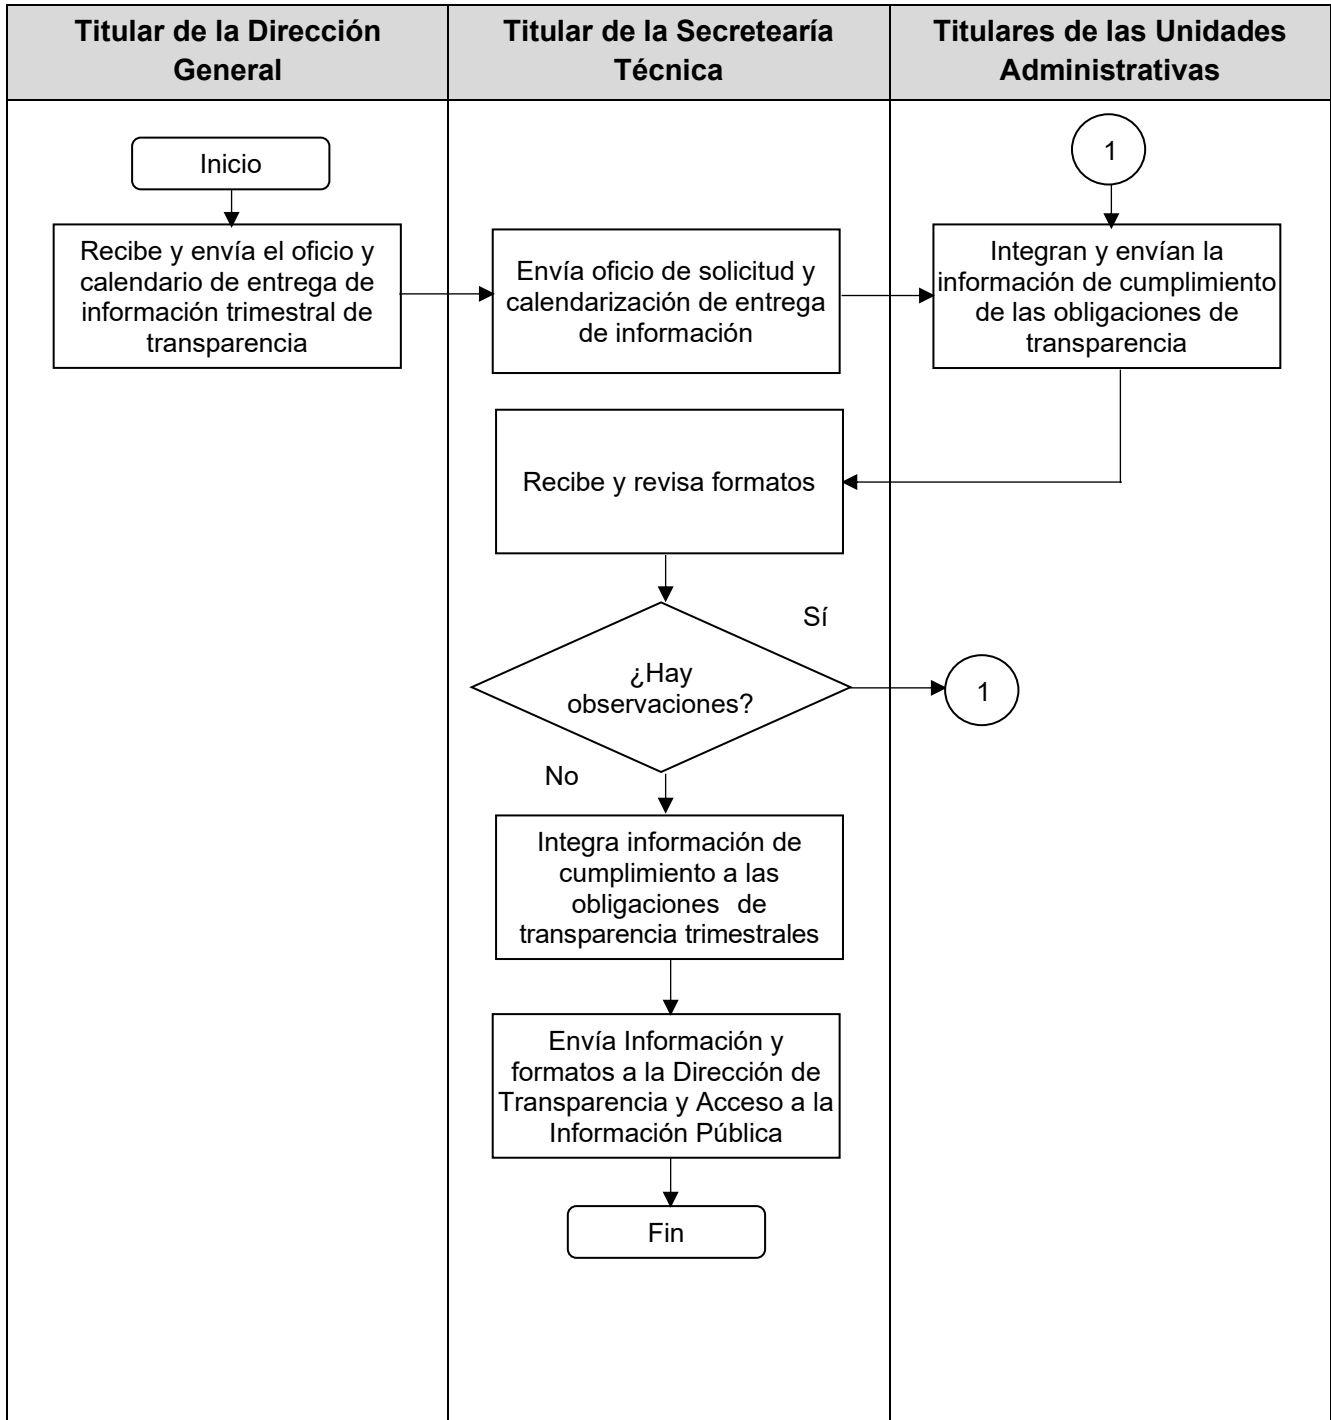 Titular de la Dirección
General
Titular de la Secretearía
Técnica
Titulares de las Unidades
Administrativas
Inicio
1
Recibe y envía el oficio y
calendario de entrega de
información trimestral de
transparencia
Envía oficio de solicitud y
calendarización de entrega
de información
Integran y envían la
información de cumplimiento
de las obligaciones de
transparencia
Recibe y revisa formatos
Sí
¿Hay
observaciones?
1
No
Integra información de
cumplimiento a las
obligaciones de
transparencia trimestrales
Envía Información y
formatos a la Dirección de
Transparencia y Acceso a la
Información Pública
Fin